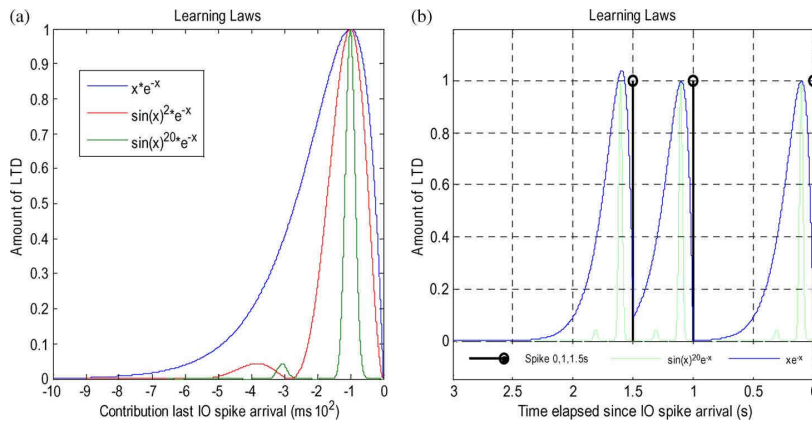 (a)
Learning Laws
Amount of LTD
1
0.9
0.8
0.7
0.6
0.5
0.4
0.3
0.2
0.1
0
x*e-x
sin(x)2*e-x
sin(x)20*e-x
-10 -9 -8 -7 -6 -5 -4 -3 -2 -1 0
Contribution last IO spike arrival (ms102)
(b)
Learning Laws
Amount of LTD
1
0.8
0.6
0.4
0.2
0
Spike 0,1,1.5s sin(x)20e-x xe-x
3 2.5 2 1.5 1 0.5 0
Time elapsed since IO spike arrival (s)